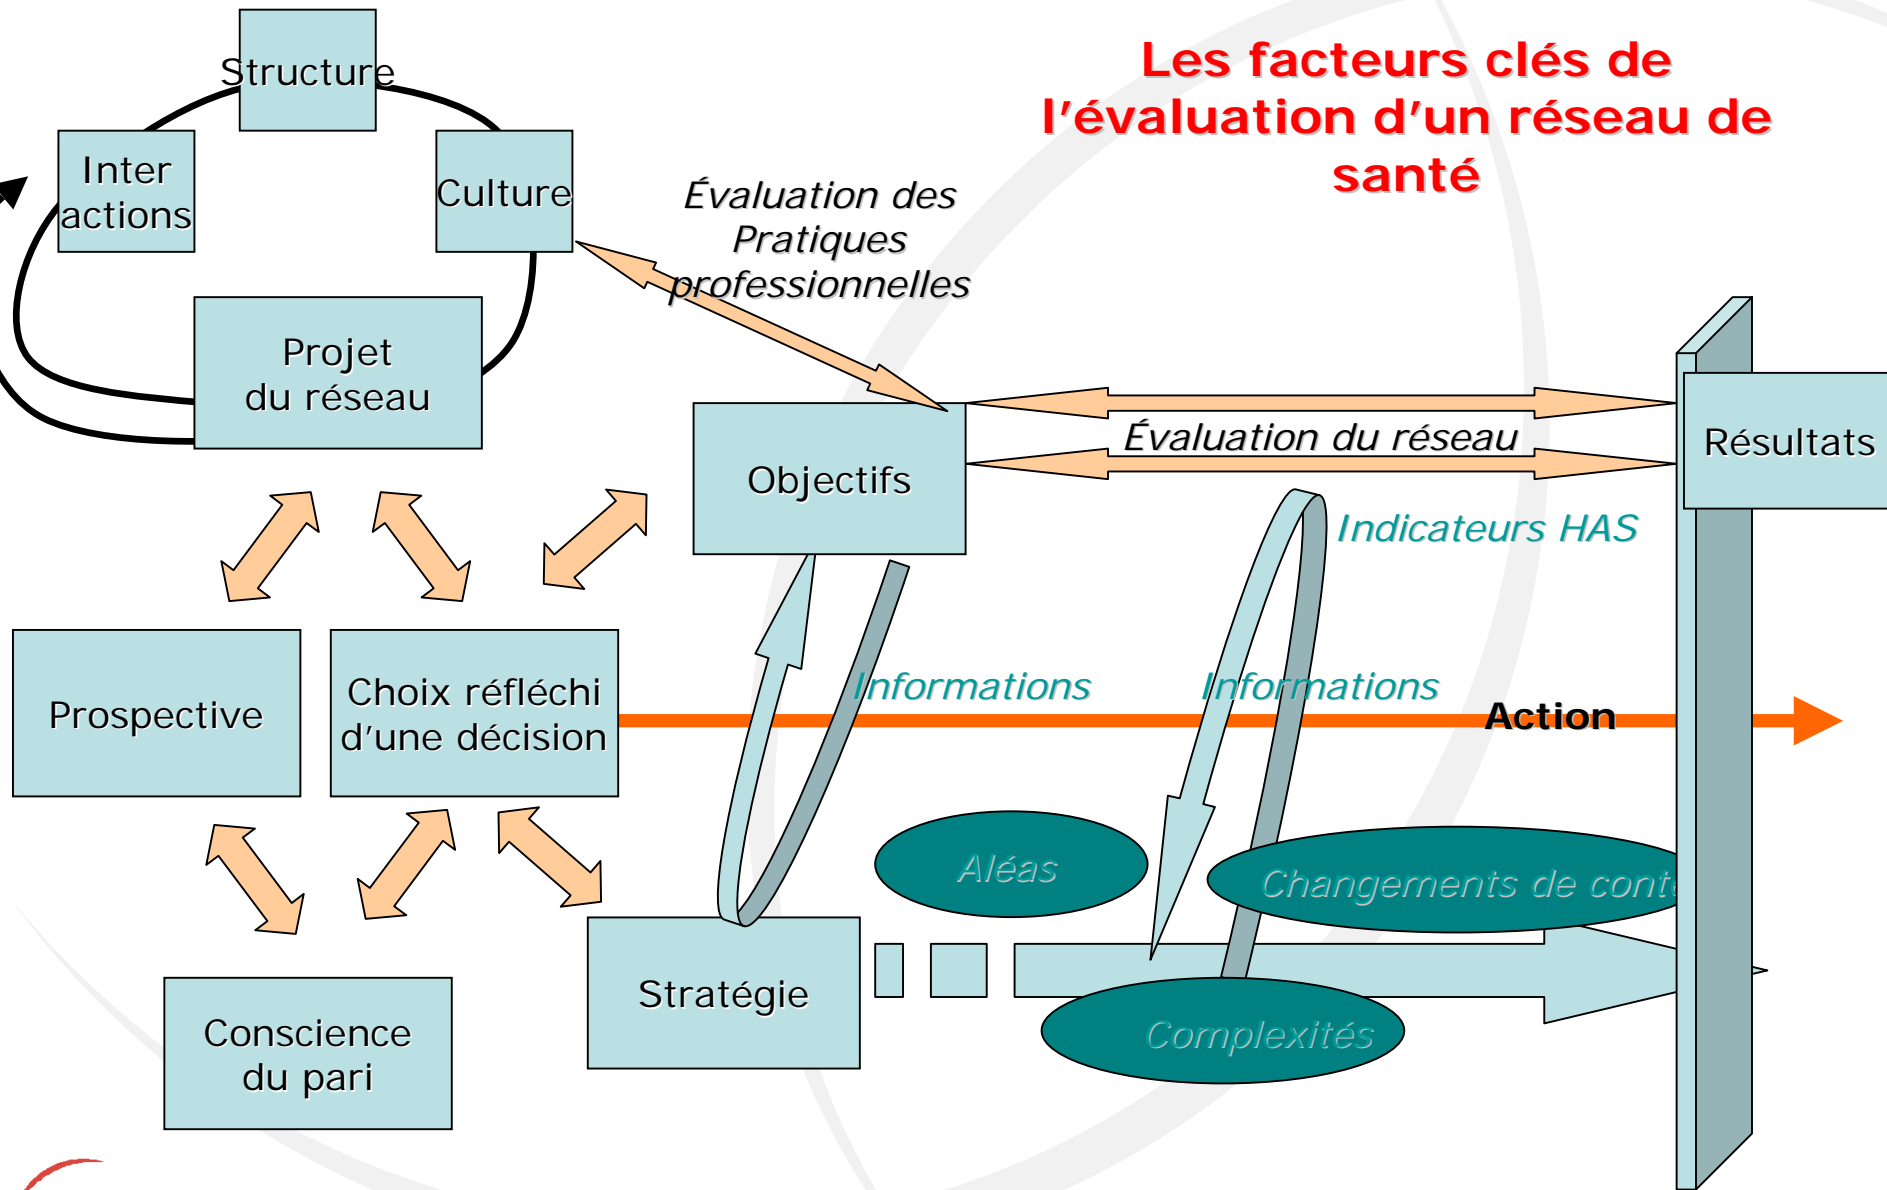 Les facteurs clés de
l'évaluation d'un réseau de
santé
Structure
Inter
actions
Culture
Évaluation des
Pratiques
professionnelles
Projet
du réseau
Objectifs
Évaluation du réseau
Résultats
Indicateurs HAS
Prospective
Choix réfléchi
d'une décision
Informations
Informations
Action
Aléas
Changements de cont
Stratégie
Complexités
Conscience
du pari